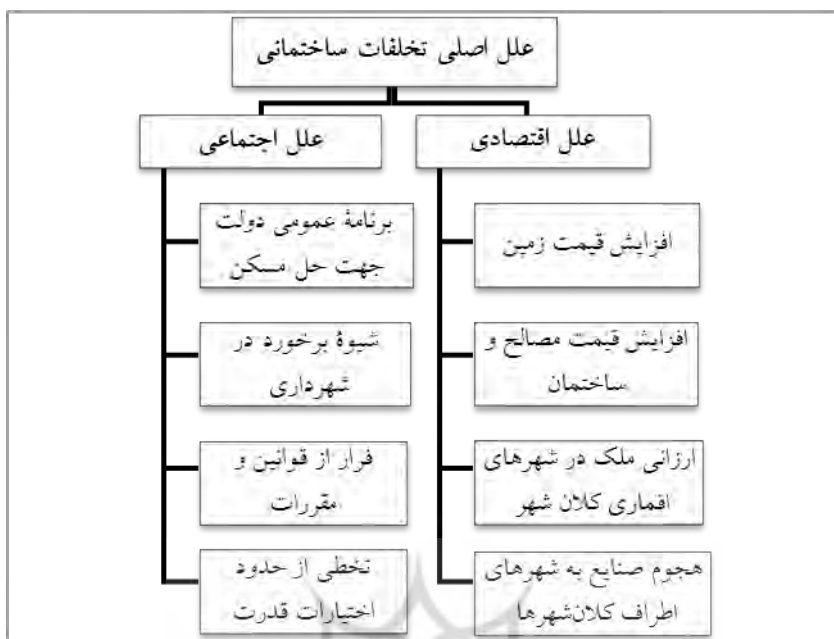 علل اصلی تخلفات ساختمانی
علل اقتصادی
افزایش قیمت زمین
افزایش قیمت مصالح و
ساختمان
ارزانی ملک در شهرهای
اقماری کلان شهر
هجوم صنایع به شهرهای
اطراف کلان‌شهرها
علل اجتماعی
برنامۀ عمومی دولت
جهت حل مسکن
شیوۀ برخورد در
شهرداری
فرار از قوانین و
مقررات
تخطی از حدود
اختیارات قدرت